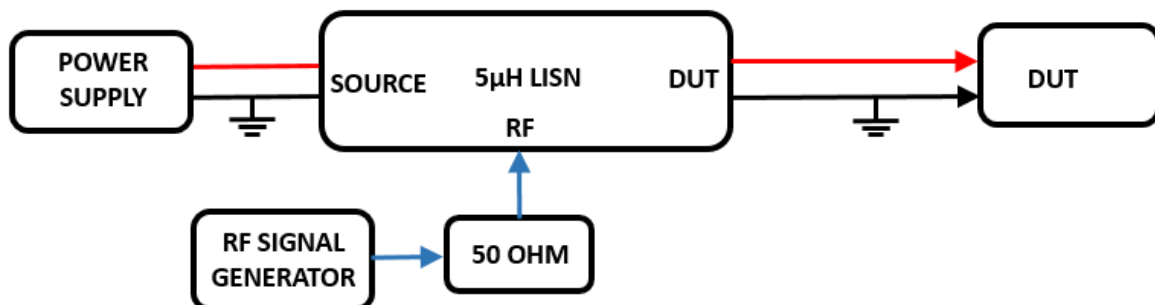 POWER
SUPPLY
SOURCE
5µH LISN
DUT
RF
DUT
RF SIGNAL
GENERATOR
50 OHM